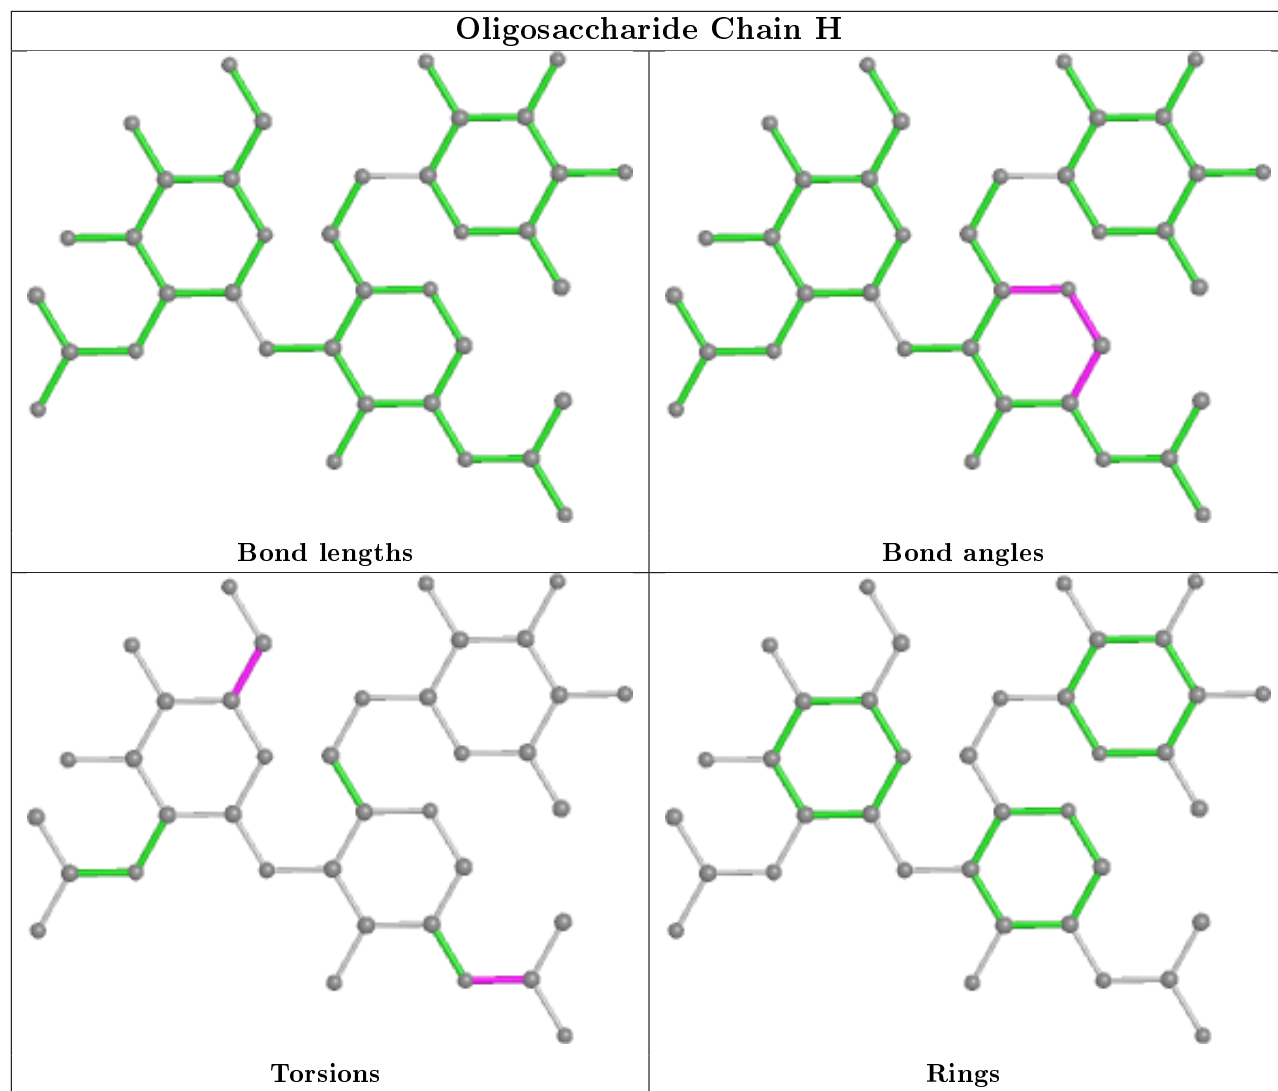 Oligosaccharide Chain H
Bond lengths
Bond angles
Torsions
Rings